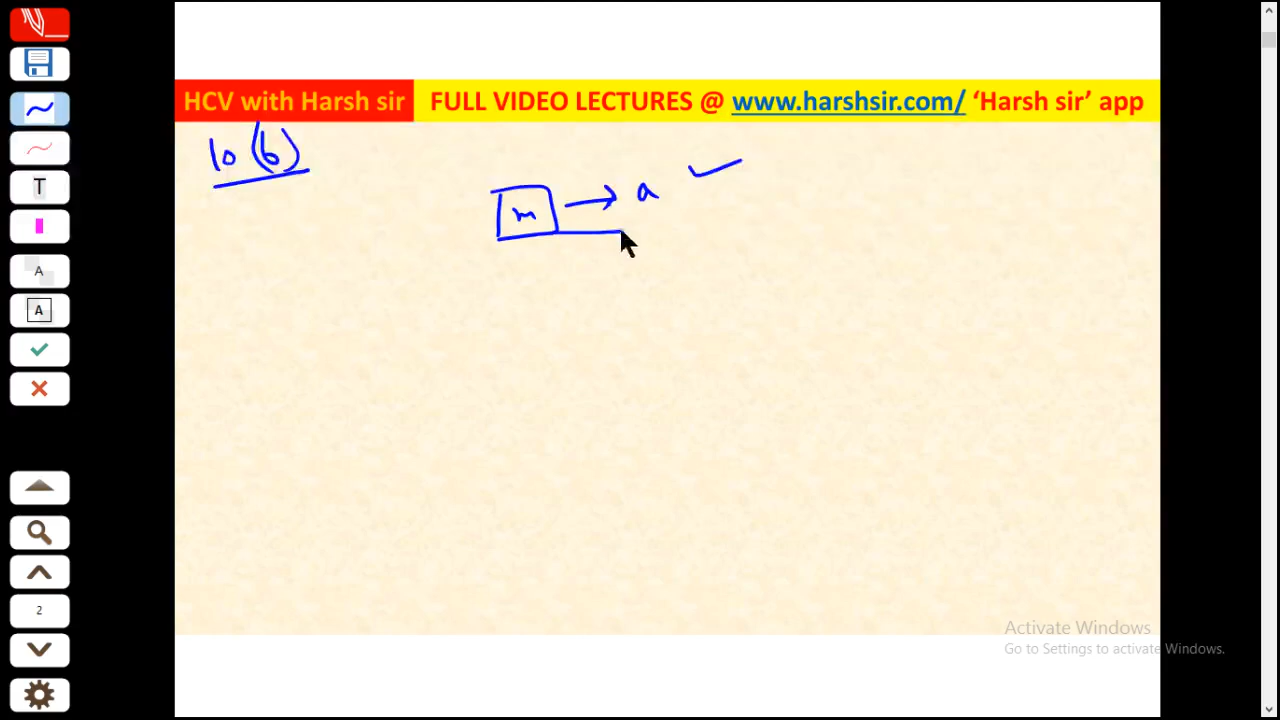 HCV with Harsh sir FULL VIDEO LECTURES @ www.harshsir.com/ ‘Harsh sir’ app
10 (b)
m → a ✓
T
A
A
2
Activate Windows
Go to Settings to activate Windows.